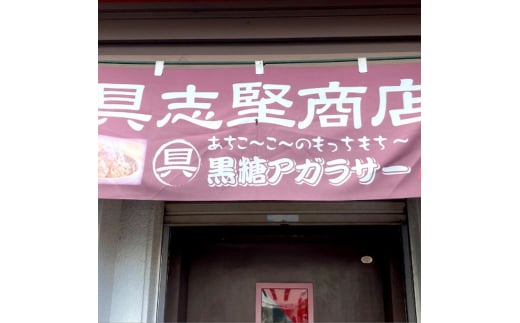 具志堅商店
あちこ～こ～のもっちもち～
具 黒糖アガラサー